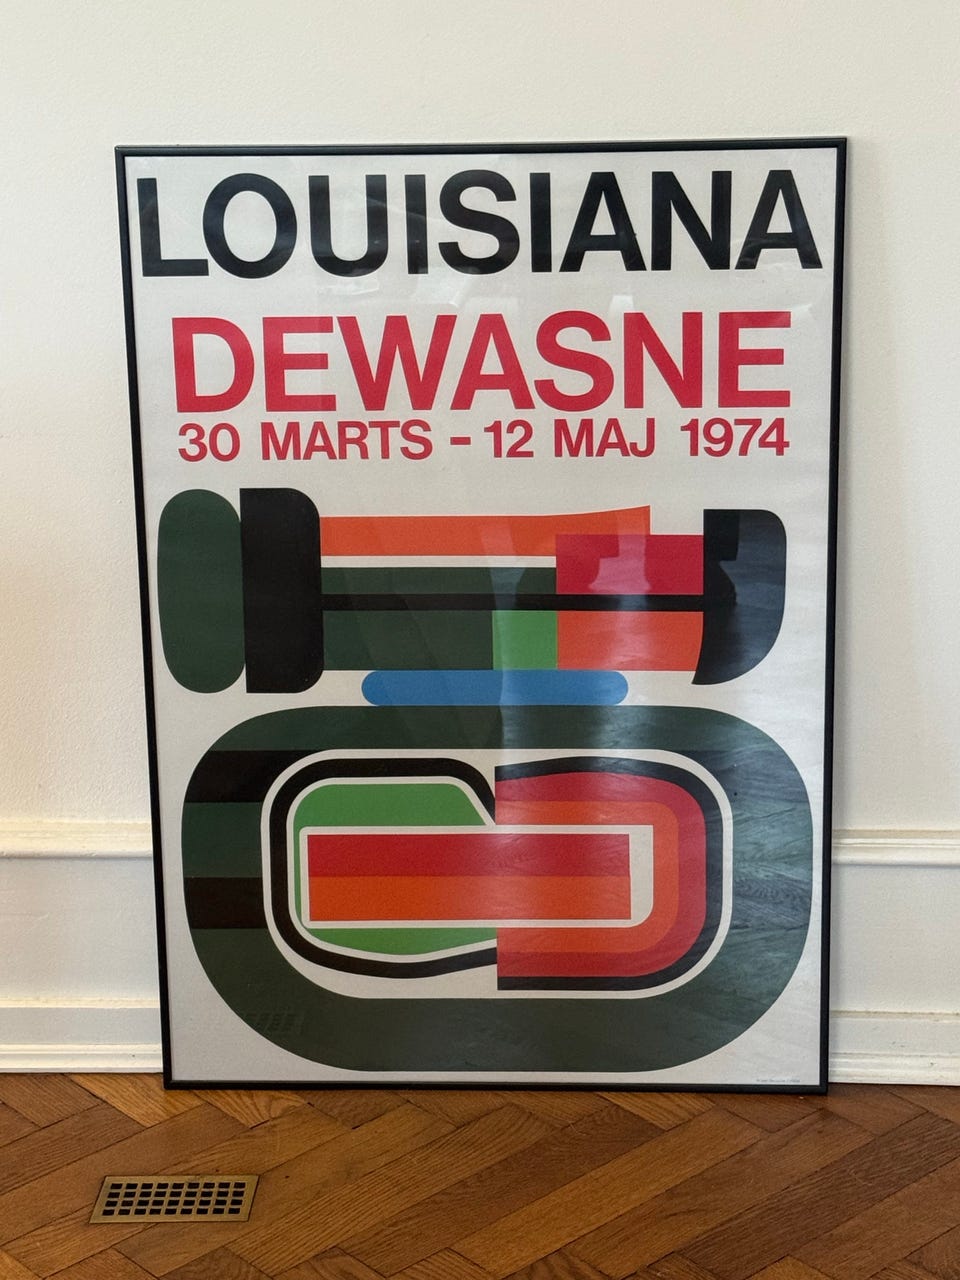 LOUISIANA
DEWASNE
30 MARTS - 12 MAJ 1974